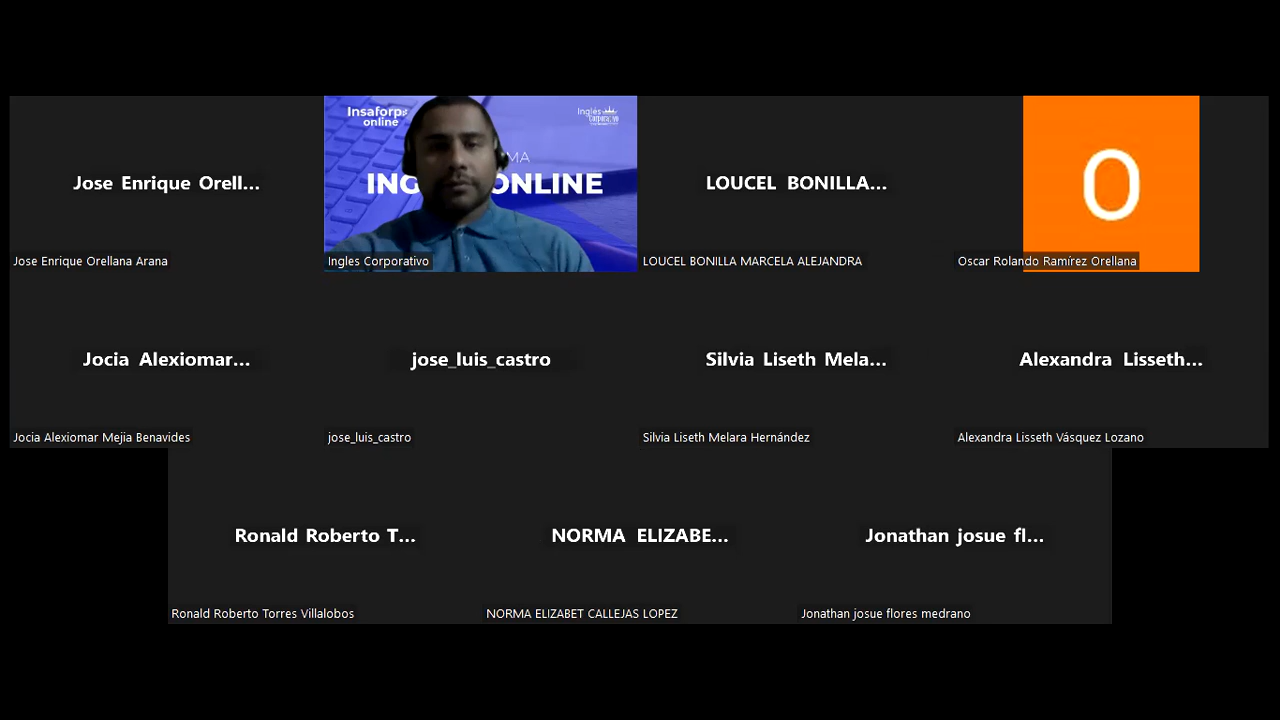 Jose Enrique Orell...
Jose Enrique Orellana Arana
Insaforp
online
Inglés
Corporativo
MA
ING ONLINE
Ingles Corporativo
LOUCEL BONILLA...
LOUCEL BONILLA MARCELA ALEJANDRA
O
Oscar Rolando Ramírez Orellana
Jocia Alexiomar...
Jocia Alexiomar Mejia Benavides
jose_luis_castro
jose_luis_castro
Silvia Liseth Mela...
Silvia Liseth Melara Hernández
Alexandra Lisseth...
Alexandra Lisseth Vásquez Lozano
Ronald Roberto T...
Ronald Roberto Torres Villalobos
NORMA ELIZABE...
NORMA ELIZABET CALLEJAS LOPEZ
Jonathan josue fl...
Jonathan josue flores medrano